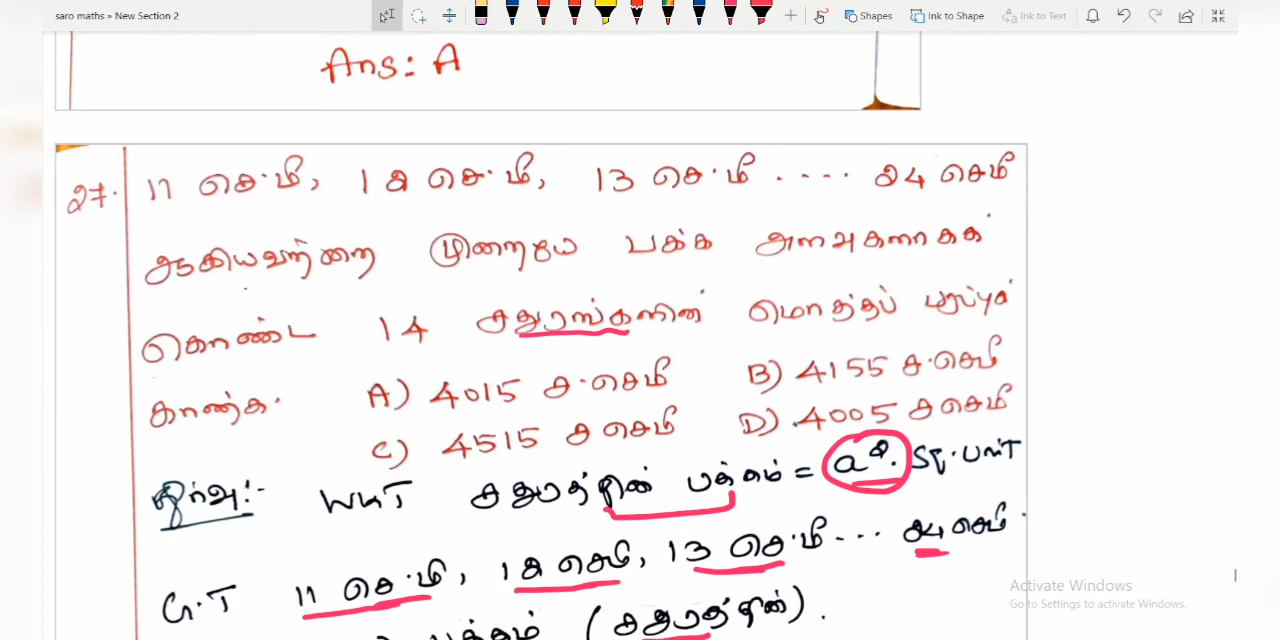 saro maths > New Section 2
Shapes Ink to Shape Ink to Text
Ans: A
27. 11 செ.மீ, 12 செ.மீ, 13 செ.மீ .... 24 செமீ
ஆகியவற்றை முறையே பக்க அளவுகளாகக்
கொண்ட 14 சதுரங்களின் மொத்தப் பரப்பு
காண்க. A) 4015 ச.செமீ B) 4155 ச.செமீ
C) 4515 ச செமீ D) 4005 ச செமீ
தீர்வு:- WKT சதுரத்தின் பக்கம் = a². Sq.unit
G.T 11 செ.மீ, 12 செமீ, 13 செ.மீ... 24 செமீ
பக்கம் (சதுரத்தின்).
Activate Windows
Go to Settings to activate Windows.